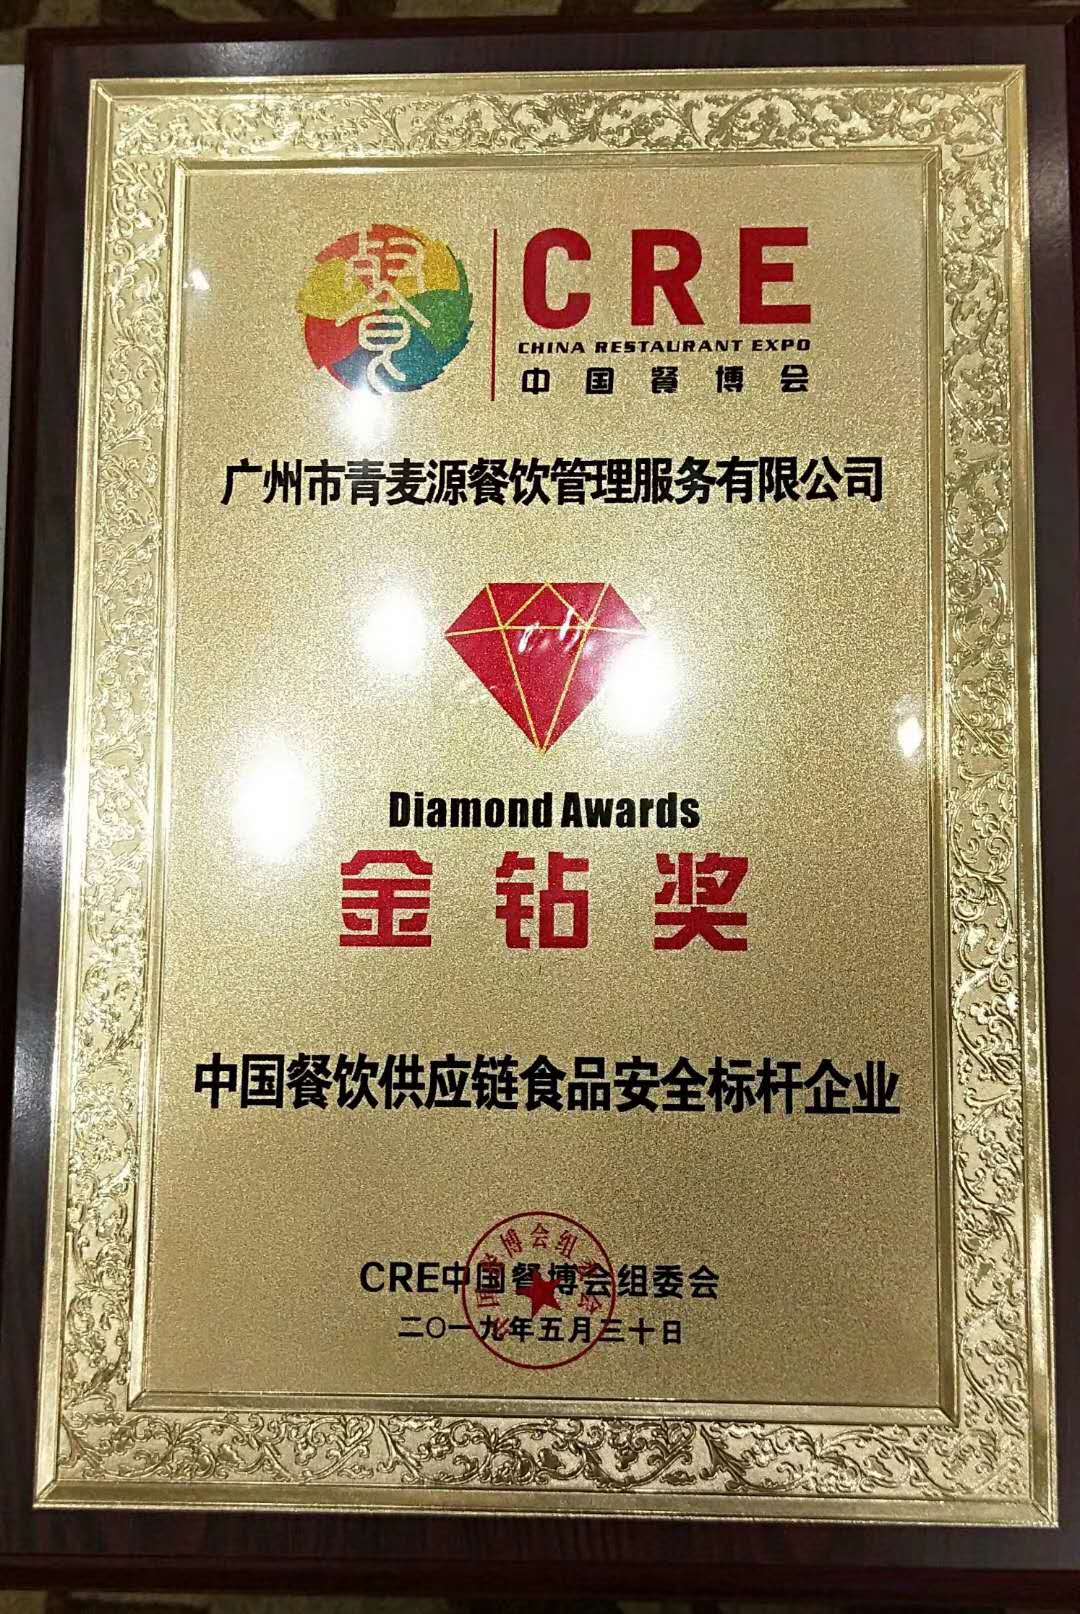 餐
CRE
CHINA RESTAURANT EXPO
中国餐博会
广州市青麦源餐饮管理服务有限公司
Diamond Awards
金钻奖
中国餐饮供应链食品安全标杆企业
CRE中国餐博会组委会
二〇一九年五月三十日